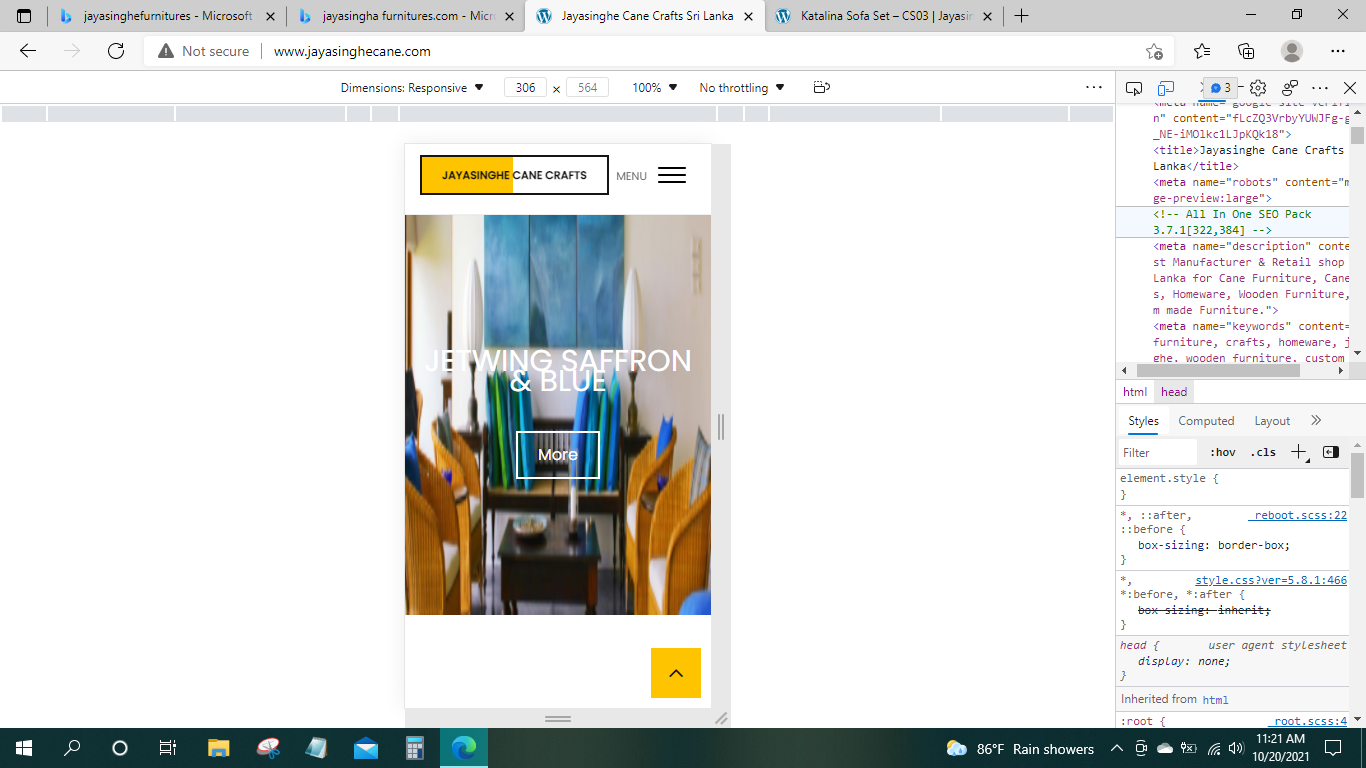 jayasinghefurnitures - Microsoft
jayasingha furnitures.com - Micr
Jayasinghe Cane Crafts Sri Lanka
Katalina Sofa Set – CS03 | Jayasin
Not secure
www.jayasinghecane.com
Dimensions: Responsive
306
×
564
100%
No throttling
3
n" content="fLcZQ3VrbyYUWJFg-g
_NE-iMOlkc1LJpKQk18">
<title>Jayasinghe Cane Crafts
Lanka</title>
<meta name="robots" content="m
ge-preview:large">
<!-- All In One SEO Pack
3.7.1[322,384] -->
<meta name="description" conte
st Manufacturer & Retail shop
Lanka for Cane Furniture, Cane
s, Homeware, Wooden Furniture,
m made Furniture.">
<meta name="keywords" content=
furniture, crafts, homeware, j
ghe, wooden furniture, custom
html
head
Styles
Computed
Layout
Filter
:hov
.cls
element.style {
}
*, ::after,
_reboot.scss:22
::before {
box-sizing: border-box;
}
*,
style.css?ver=5.8.1:466
*:before, *:after {
box-sizing: inherit;
}
head {
user agent stylesheet
display: none;
}
Inherited from html
:root {
_root.scss:4
JAYASINGHE CANE CRAFTS
MENU
JETWING SAFFRON
& BLUE
More
86°F Rain showers
11:21 AM
10/20/2021